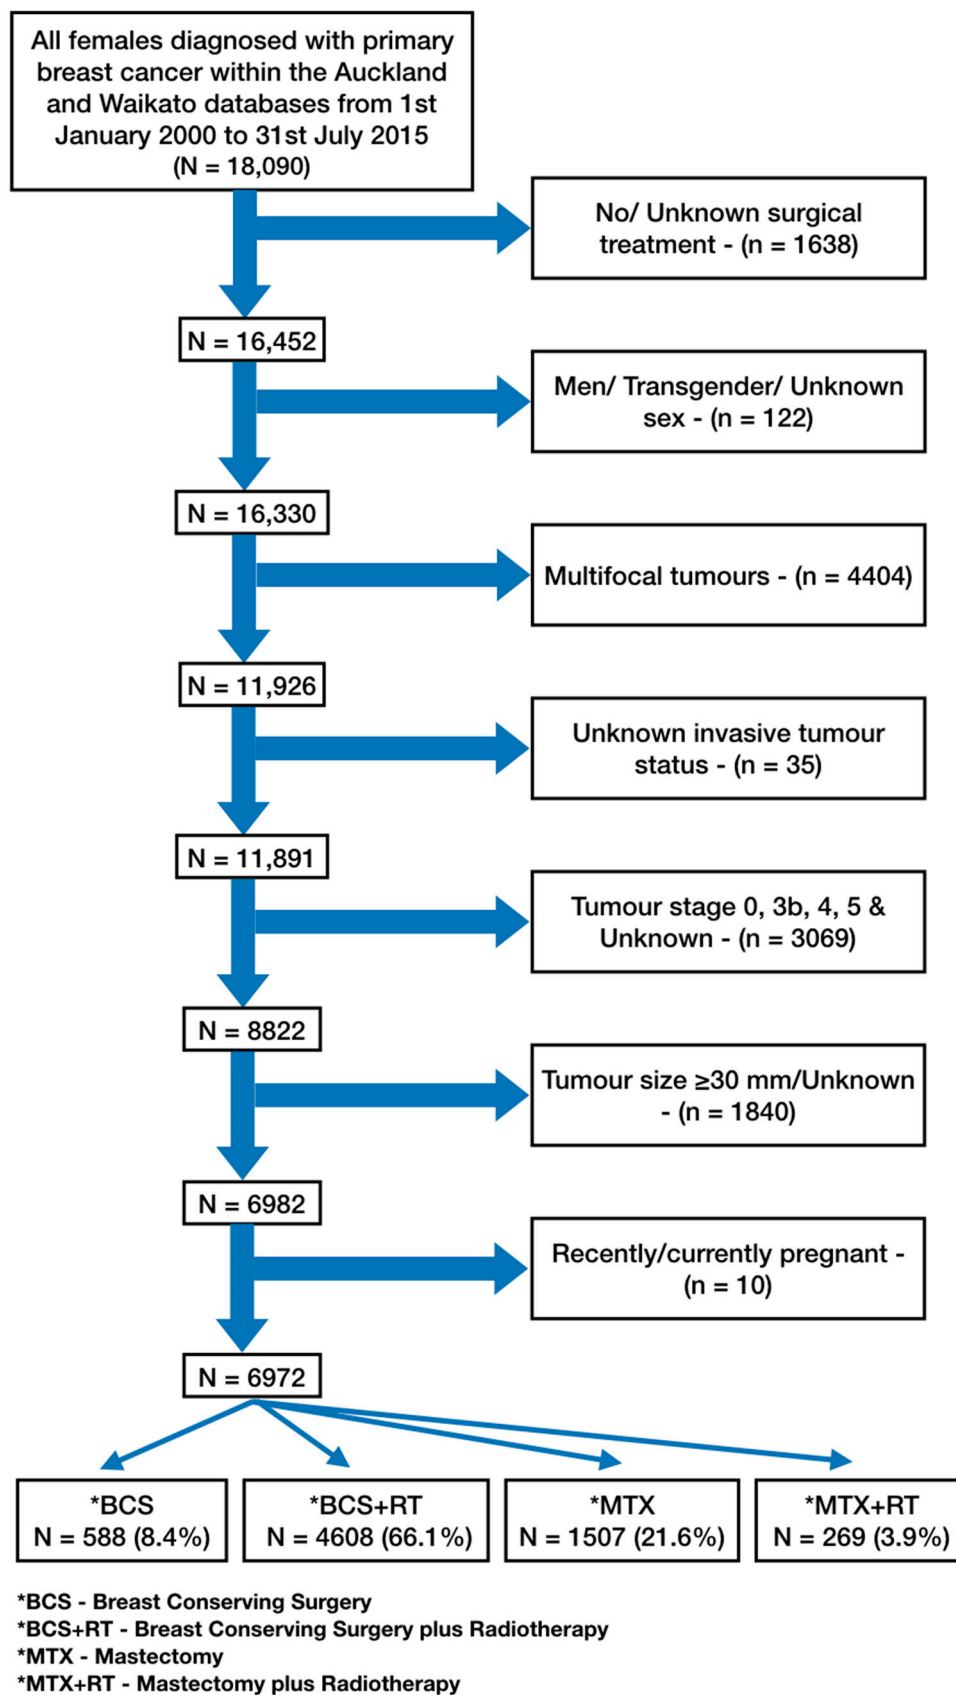 All females diagnosed with primary
breast cancer within the Auckland
and Waikato databases from 1st
January 2000 to 31st July 2015
(N = 18,090)
No/ Unknown surgical
treatment - (n = 1638)
N = 16,452
Men/ Transgender/ Unknown
sex - (n = 122)
N = 16,330
Multifocal tumours - (n = 4404)
N = 11,926
Unknown invasive tumour
status - (n = 35)
N = 11,891
Tumour stage 0, 3b, 4, 5 &
Unknown - (n = 3069)
N = 8822
Tumour size ≥30 mm/Unknown
- (n = 1840)
N = 6982
Recently/currently pregnant -
(n = 10)
N = 6972
*BCS
N = 588 (8.4%)
*BCS+RT
N = 4608 (66.1%)
*MTX
N = 1507 (21.6%)
*MTX+RT
N = 269 (3.9%)
*BCS - Breast Conserving Surgery
*BCS+RT - Breast Conserving Surgery plus Radiotherapy
*MTX - Mastectomy
*MTX+RT - Mastectomy plus Radiotherapy